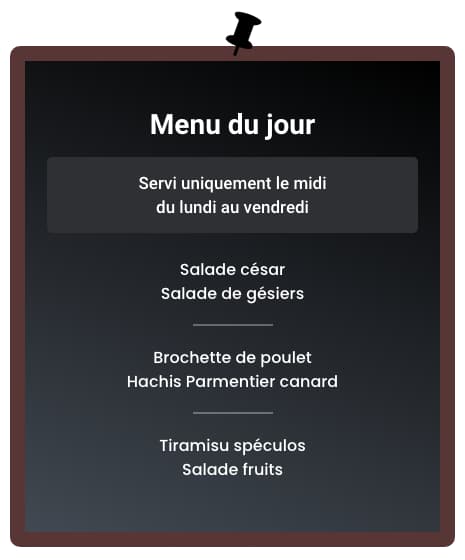 Menu du jour
Servi uniquement le midi
du lundi au vendredi
Salade césar
Salade de gésiers
Brochette de poulet
Hachis Parmentier canard
Tiramisu spéculos
Salade fruits